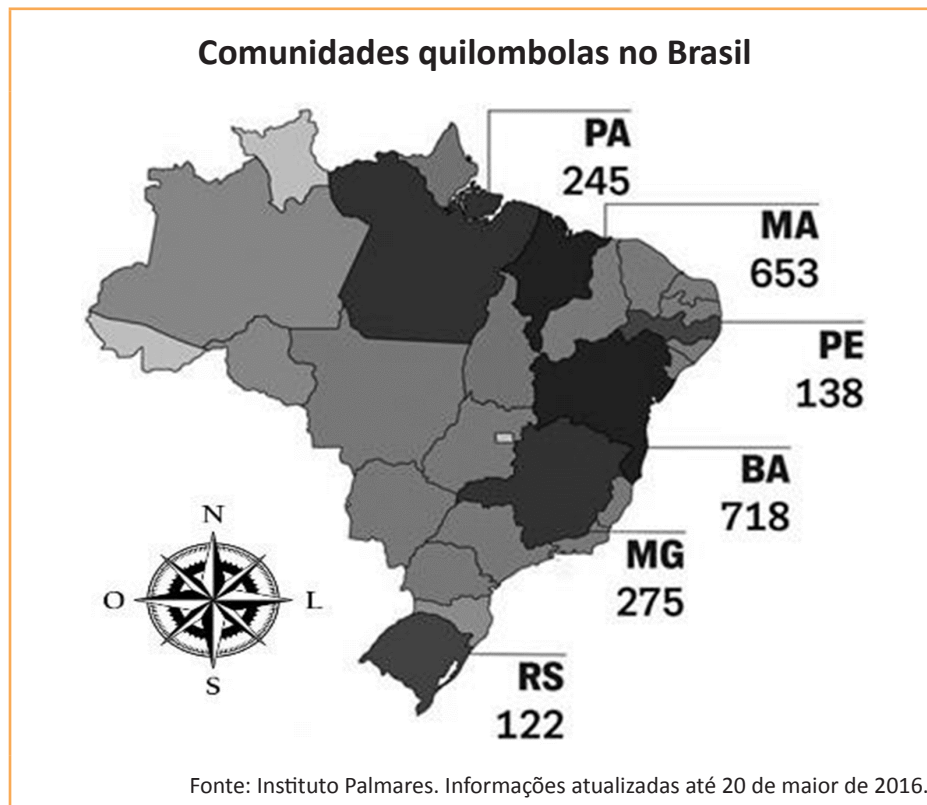 Comunidades quilombolas no Brasil
PA
245
MA
653
PE
138
BA
718
MG
275
RS
122
N
O
L
S
Fonte: Instituto Palmares. Informações atualizadas até 20 de maior de 2016.